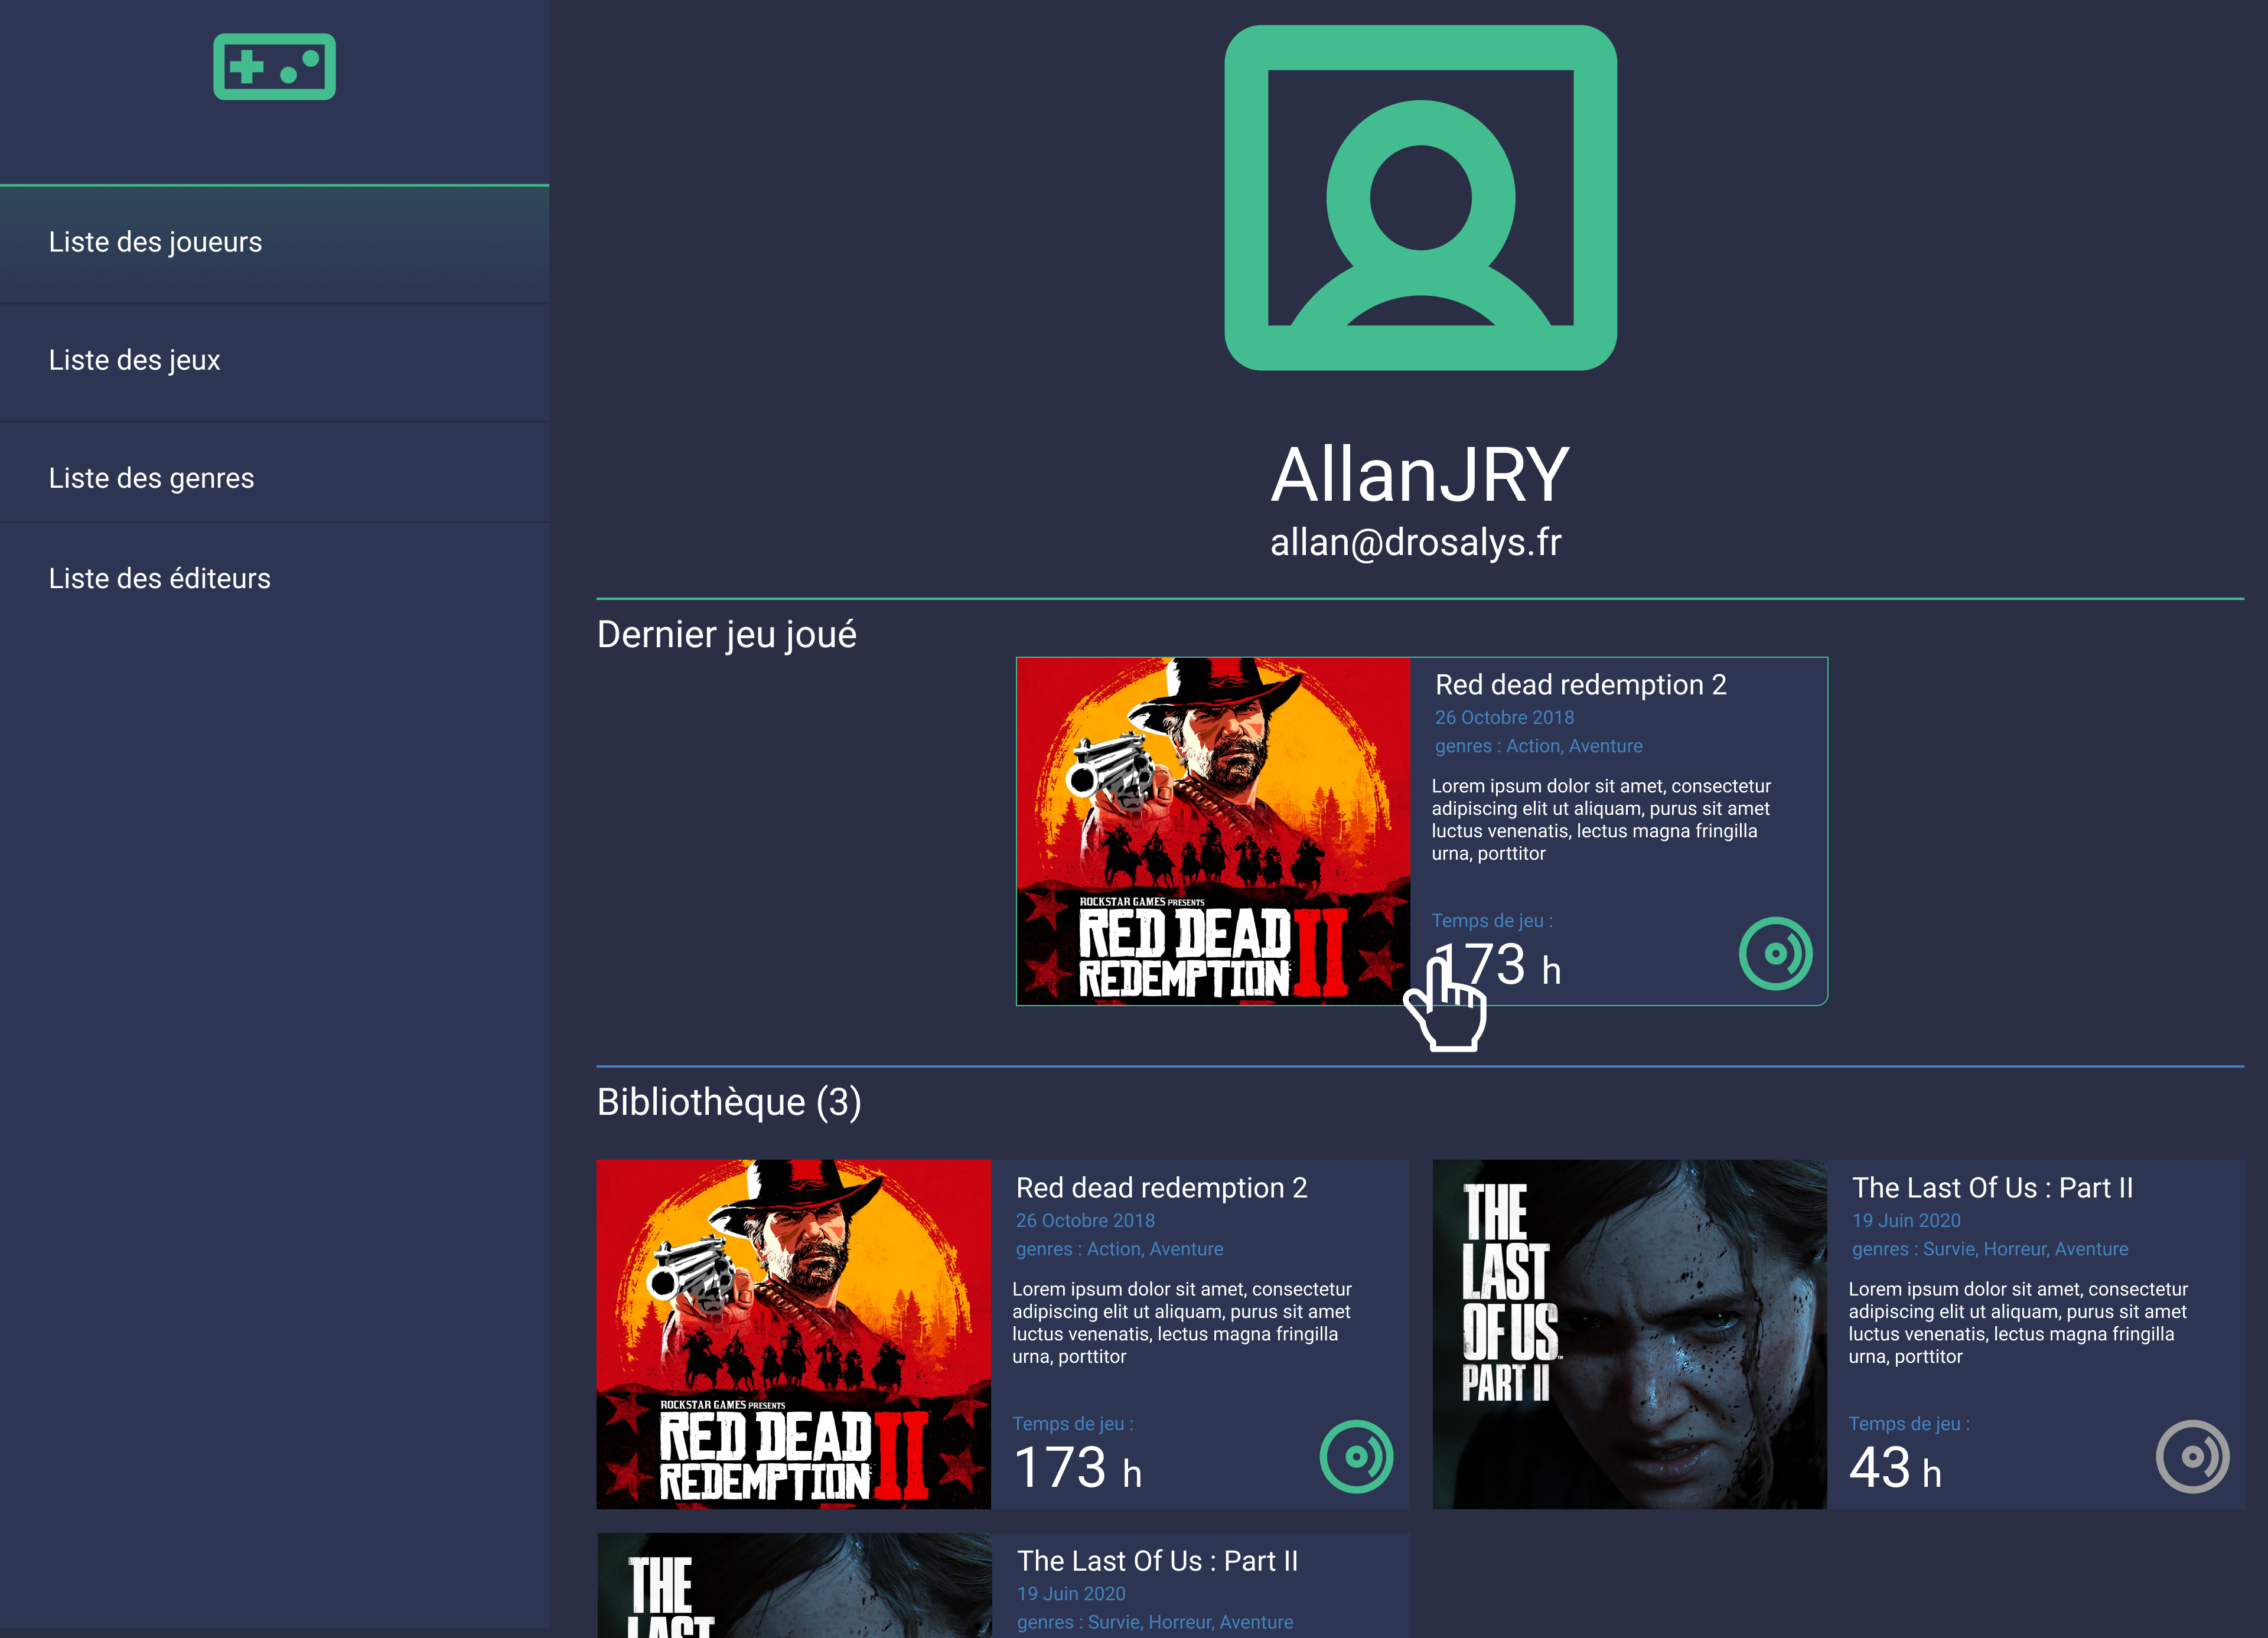 Liste des joueurs
Liste des jeux
Liste des genres
Liste des éditeurs
AllanJRY
allan@drosalys.fr
Dernier jeu joué
ROCKSTAR GAMES PRESENTS
RED DEAD
REDEMPTION II
Red dead redemption 2
26 Octobre 2018
genres : Action, Aventure
Lorem ipsum dolor sit amet, consectetur
adipiscing elit ut aliquam, purus sit amet
luctus venenatis, lectus magna fringilla
urna, porttitor
Temps de jeu :
173 h
Bibliothèque (3)
ROCKSTAR GAMES PRESENTS
RED DEAD
REDEMPTION II
Red dead redemption 2
26 Octobre 2018
genres : Action, Aventure
Lorem ipsum dolor sit amet, consectetur
adipiscing elit ut aliquam, purus sit amet
luctus venenatis, lectus magna fringilla
urna, porttitor
Temps de jeu :
173 h
THE
LAST
OF US
PART II
The Last Of Us : Part II
19 Juin 2020
genres : Survie, Horreur, Aventure
Lorem ipsum dolor sit amet, consectetur
adipiscing elit ut aliquam, purus sit amet
luctus venenatis, lectus magna fringilla
urna, porttitor
Temps de jeu :
43 h
THE
LAST
The Last Of Us : Part II
19 Juin 2020
genres : Survie, Horreur, Aventure